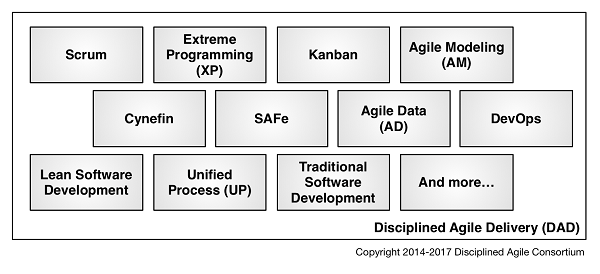 Scrum
Extreme
Programming
(XP)
Kanban
Agile Modeling
(AM)
Cynefin
SAFe
Agile Data
(AD)
DevOps
Lean Software
Development
Unified
Process (UP)
Traditional
Software
Development
And more…
Disciplined Agile Delivery (DAD)
Copyright 2014-2017 Disciplined Agile Consortium